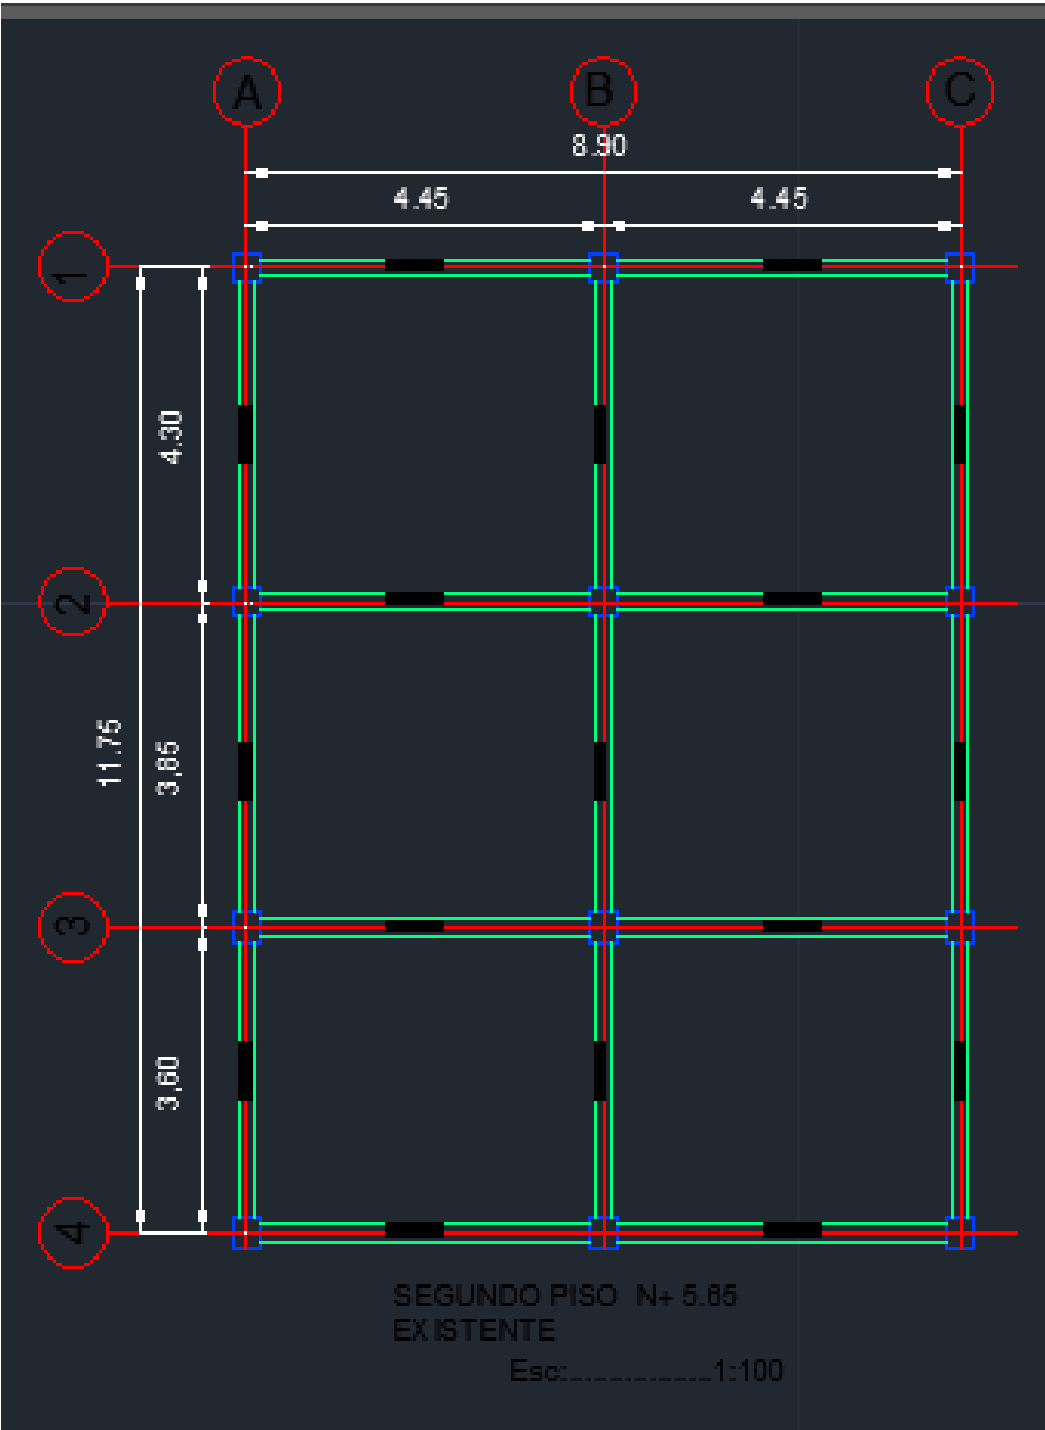 A B C
8.90
4.45 4.45
1
4.30
2
11.75
3,85
3
3,60
4
SEGUNDO PISO N+ 5.65
EXISTENTE
Esc:.............1:100